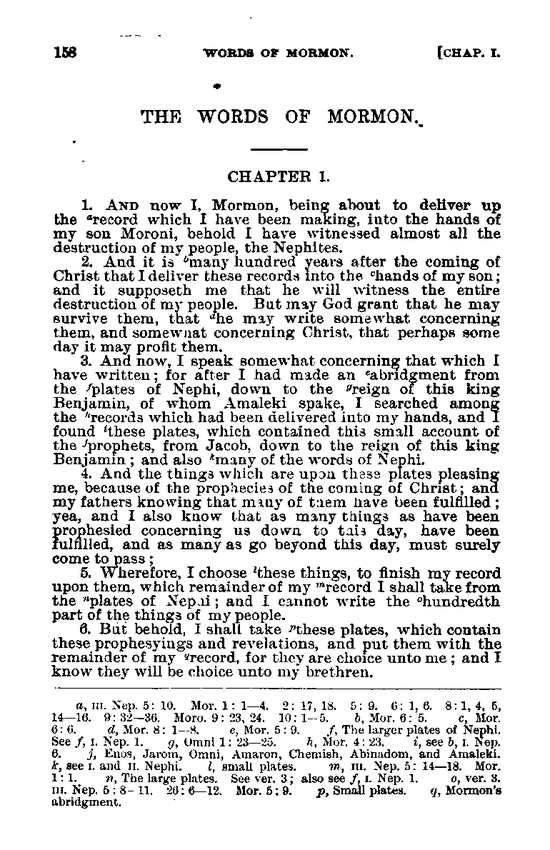 158 WORDS OF MORMON. [CHAP. I.
THE WORDS OF MORMON.
CHAPTER 1.
1. AND now I, Mormon, being about to deliver up
the ᵃrecord which I have been making, into the hands of
my son Moroni, behold I have witnessed almost all the
destruction of my people, the Nephites.
2. And it is ᵇmany hundred years after the coming of
Christ that I deliver these records into the ᶜhands of my son;
and it supposeth me that he will witness the entire
destruction of my people. But may God grant that he may
survive them, that ᵈhe may write somewhat concerning
them, and somewhat concerning Christ, that perhaps some
day it may profit them.
3. And now, I speak somewhat concerning that which I
have written; for after I had made an ᵉabridgment from
the ᶠplates of Nephi, down to the ᵍreign of this king
Benjamin, of whom Amaleki spake, I searched among
the ʰrecords which had been delivered into my hands, and I
found ⁱthese plates, which contained this small account of
the ʲprophets, from Jacob, down to the reign of this king
Benjamin; and also ᵏmany of the words of Nephi.
4. And the things which are upon these plates pleasing
me, because of the prophecies of the coming of Christ; and
my fathers knowing that many of them have been fulfilled;
yea, and I also know that as many things as have been
prophesied concerning us down to this day, have been
fulfilled, and as many as go beyond this day, must surely
come to pass;
5. Wherefore, I choose ˡthese things, to finish my record
upon them, which remainder of my ᵐrecord I shall take from
the ⁿplates of Nephi; and I cannot write the ᵒhundredth
part of the things of my people.
6. But behold, I shall take ᵖthese plates, which contain
these prophesyings and revelations, and put them with the
remainder of my qrecord, for they are choice unto me; and I
know they will be choice unto my brethren.
a, III. Nep. 5: 10. Mor. 1: 1—4. 2: 17, 18. 5: 9. 6: 1, 6. 8: 1, 4, 5,
14—16. 9: 32—36. Moro. 9: 23, 24. 10: 1—5. b, Mor. 6: 5. c, Mor.
6: 6. d, Mor. 8: 1—8. e, Mor. 5: 9. f, The larger plates of Nephi.
See f, I. Nep. 1. g, Omni 1: 23—25. h, Mor. 4: 23. i, see b, I. Nep.
6. j, Enos, Jarom, Omni, Amaron, Chemish, Abinadom, and Amaleki.
k, see I. and II. Nephi. l, small plates. m, III. Nep. 5: 14—18. Mor.
1: 1. n, The large plates. See ver. 3; also see f, I. Nep. 1. o, ver. 3.
III. Nep. 5: 8—11. 26: 6—12. Mor. 5: 9. p, Small plates. q, Mormon's
abridgment.